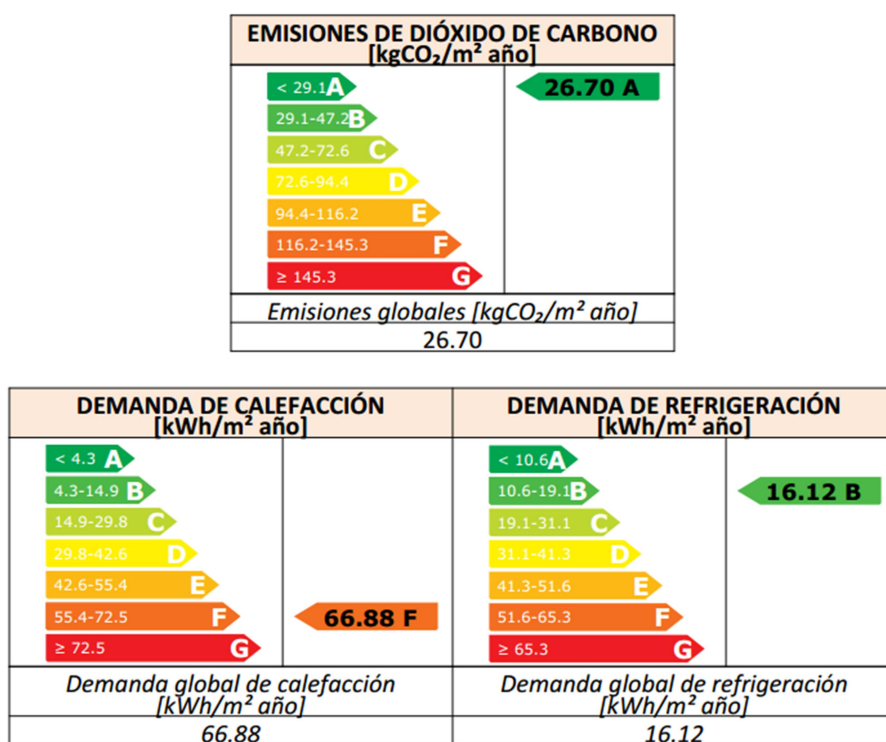 EMISIONES DE DIÓXIDO DE CARBONO
[kgCO₂/m² año]
< 29.1 A
26.70 A
29.1-47.2 B
47.2-72.6 C
72.6-94.4 D
94.4-116.2 E
116.2-145.3 F
≥ 145.3 G
Emisiones globales [kgCO₂/m² año]
26.70
DEMANDA DE CALEFACCIÓN
[kWh/m² año]
< 4.3 A
4.3-14.9 B
14.9-29.8 C
29.8-42.6 D
42.6-55.4 E
55.4-72.5 F
66.88 F
≥ 72.5 G
Demanda global de calefacción
[kWh/m² año]
66.88
DEMANDA DE REFRIGERACIÓN
[kWh/m² año]
< 10.6 A
10.6-19.1 B
16.12 B
19.1-31.1 C
31.1-41.3 D
41.3-51.6 E
51.6-65.3 F
≥ 65.3 G
Demanda global de refrigeración
[kWh/m² año]
16.12